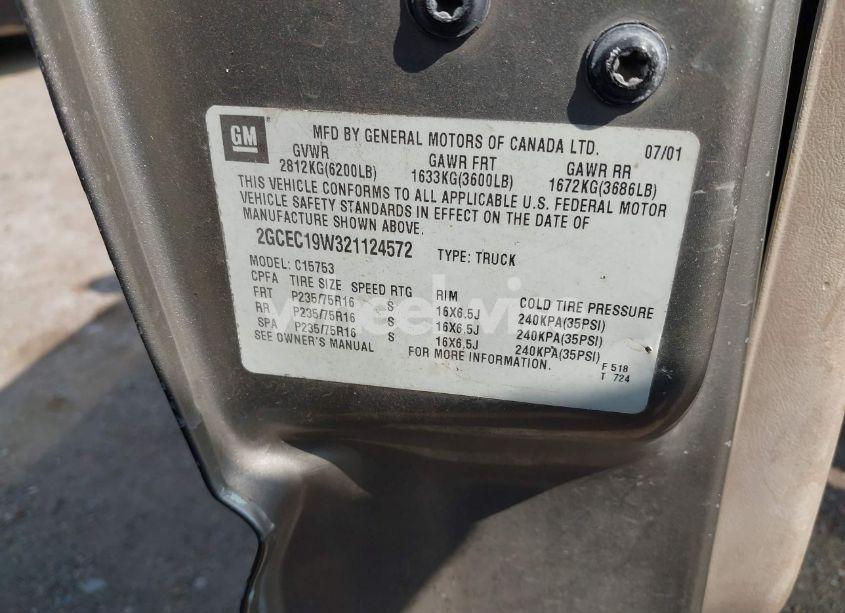 GM
MFD BY GENERAL MOTORS OF CANADA LTD. 07/01
GVWR GAWR FRT GAWR RR
2812KG(6200LB) 1633KG(3600LB) 1672KG(3686LB)
THIS VEHICLE CONFORMS TO ALL APPLICABLE U.S. FEDERAL MOTOR
VEHICLE SAFETY STANDARDS IN EFFECT ON THE DATE OF
MANUFACTURE SHOWN ABOVE.
2GCEC19W321124572 TYPE: TRUCK
MODEL: C15753
CPFA TIRE SIZE SPEED RTG RIM COLD TIRE PRESSURE
FRT P235/75R16 S 16X6.5J 240KPA(35PSI)
RR P235/75R16 S 16X6.5J 240KPA(35PSI)
SPA P235/75R16 S 16X6.5J 240KPA(35PSI)
SEE OWNER'S MANUAL FOR MORE INFORMATION.
F 518
T 724